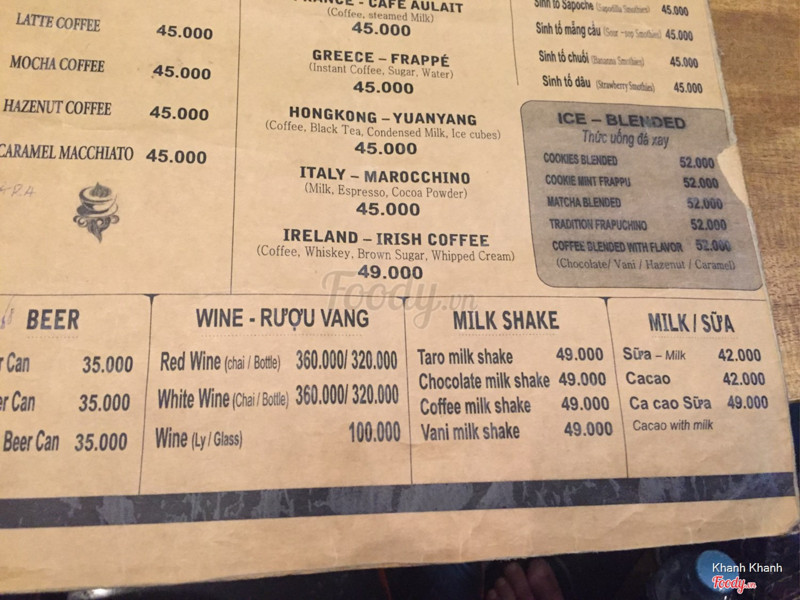 LATTE COFFEE 45.000
MOCHA COFFEE 45.000
HAZENUT COFFEE 45.000
CARAMEL MACCHIATO 45.000
FRANCE - CAFÉ AULAIT
(Coffee, steamed Milk)
45.000
GREECE – FRAPPÉ
(Instant Coffee, Sugar, Water)
45.000
HONGKONG – YUANYANG
(Coffee, Black Tea, Condensed Milk, Ice cubes)
45.000
ITALY – MAROCCHINO
(Milk, Espresso, Cocoa Powder)
45.000
IRELAND – IRISH COFFEE
(Coffee, Whiskey, Brown Sugar, Whipped Cream)
49.000
Sinh tố Sapoche (Sapodilla Smothies) 45.000
Sinh tố mãng cầu (Sour -sop Smothies) 45.000
Sinh tố chuối (Banana Smothies) 45.000
Sinh tố dâu (Strawberry Smothies) 45.000
ICE – BLENDED
Thức uống đá xay
COOKIES BLENDED 52.000
COOKIE MINT FRAPPU 52.000
MATCHA BLENDED 52.000
TRADITION FRAPUCHINO 52.000
COFFEE BLENDED WITH FLAVOR 52.000
(Chocolate/ Vani / Hazenut / Caramel)
BEER
Can 35.000
Can 35.000
Beer Can 35.000
WINE - RƯỢU VANG
Red Wine (chai / Bottle) 360.000/ 320.000
White Wine (Chai / Bottle) 360.000/ 320.000
Wine (Ly / Glass) 100.000
MILK SHAKE
Taro milk shake 49.000
Chocolate milk shake 49.000
Coffee milk shake 49.000
Vani milk shake 49.000
MILK / SỮA
Sữa – Milk 42.000
Cacao 42.000
Ca cao Sữa 49.000
Cacao with milk
Foody.vn
Khanh Khanh
Foody.vn